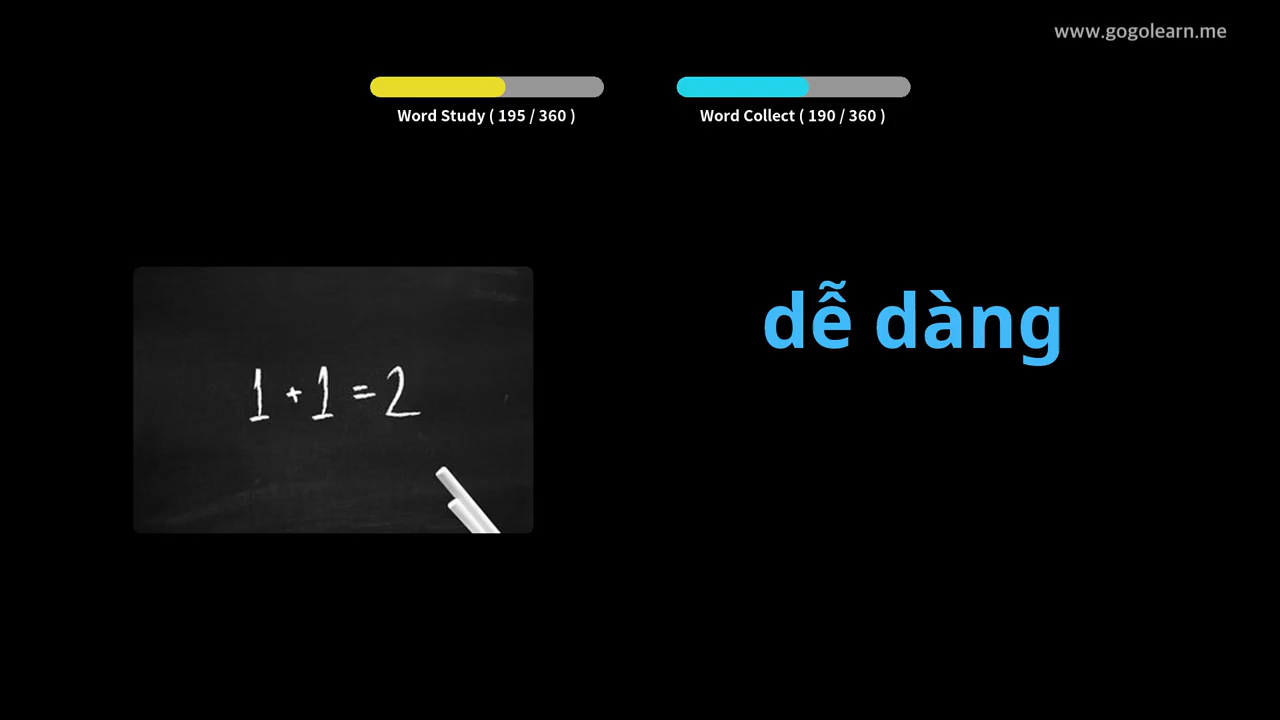 www.gogolearn.me
Word Study ( 195 / 360 )
Word Collect ( 190 / 360 )
dễ dàng
1 + 1 = 2